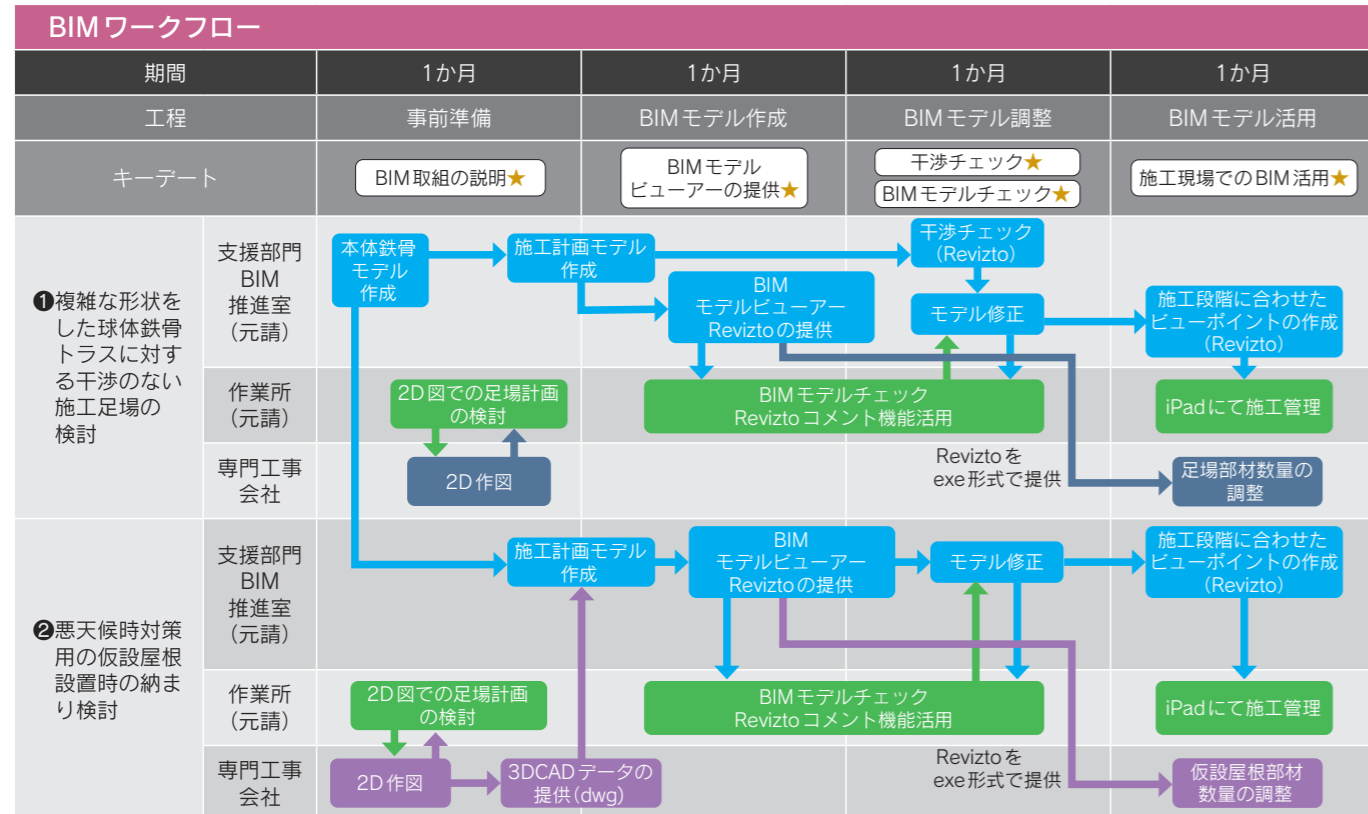 BIMワークフロー
期間
1か月
1か月
1か月
1か月
工程
事前準備
BIMモデル作成
BIMモデル調整
BIMモデル活用
キーデート
BIM取組の説明★
BIMモデル
ビューアーの提供★
干渉チェック★
BIMモデルチェック★
施工現場でのBIM活用★
❶複雑な形状を
した球体鉄骨
トラスに対す
る干渉のない
施工足場の
検討
支援部門
BIM
推進室
(元請)
本体鉄骨
モデル
作成
施工計画モデル
作成
BIM
モデルビューアー
Reviztoの提供
干渉チェック
(Revizto)
モデル修正
施工段階に合わせた
ビューポイントの作成
(Revizto)
作業所
(元請)
2D図での足場計画
の検討
BIMモデルチェック
Reviztoコメント機能活用
iPadにて施工管理
専門工事
会社
2D作図
Reviztoを
exe形式で提供
足場部材数量の
調整
❷悪天候時対策
用の仮設屋根
設置時の納ま
り検討
支援部門
BIM
推進室
(元請)
施工計画モデル
作成
BIM
モデルビューアー
Reviztoの提供
モデル修正
施工段階に合わせた
ビューポイントの作成
(Revizto)
作業所
(元請)
2D図での足場計画
の検討
BIMモデルチェック
Reviztoコメント機能活用
iPadにて施工管理
専門工事
会社
2D作図
3DCADデータの
提供(dwg)
Reviztoを
exe形式で提供
仮設屋根部材
数量の調整